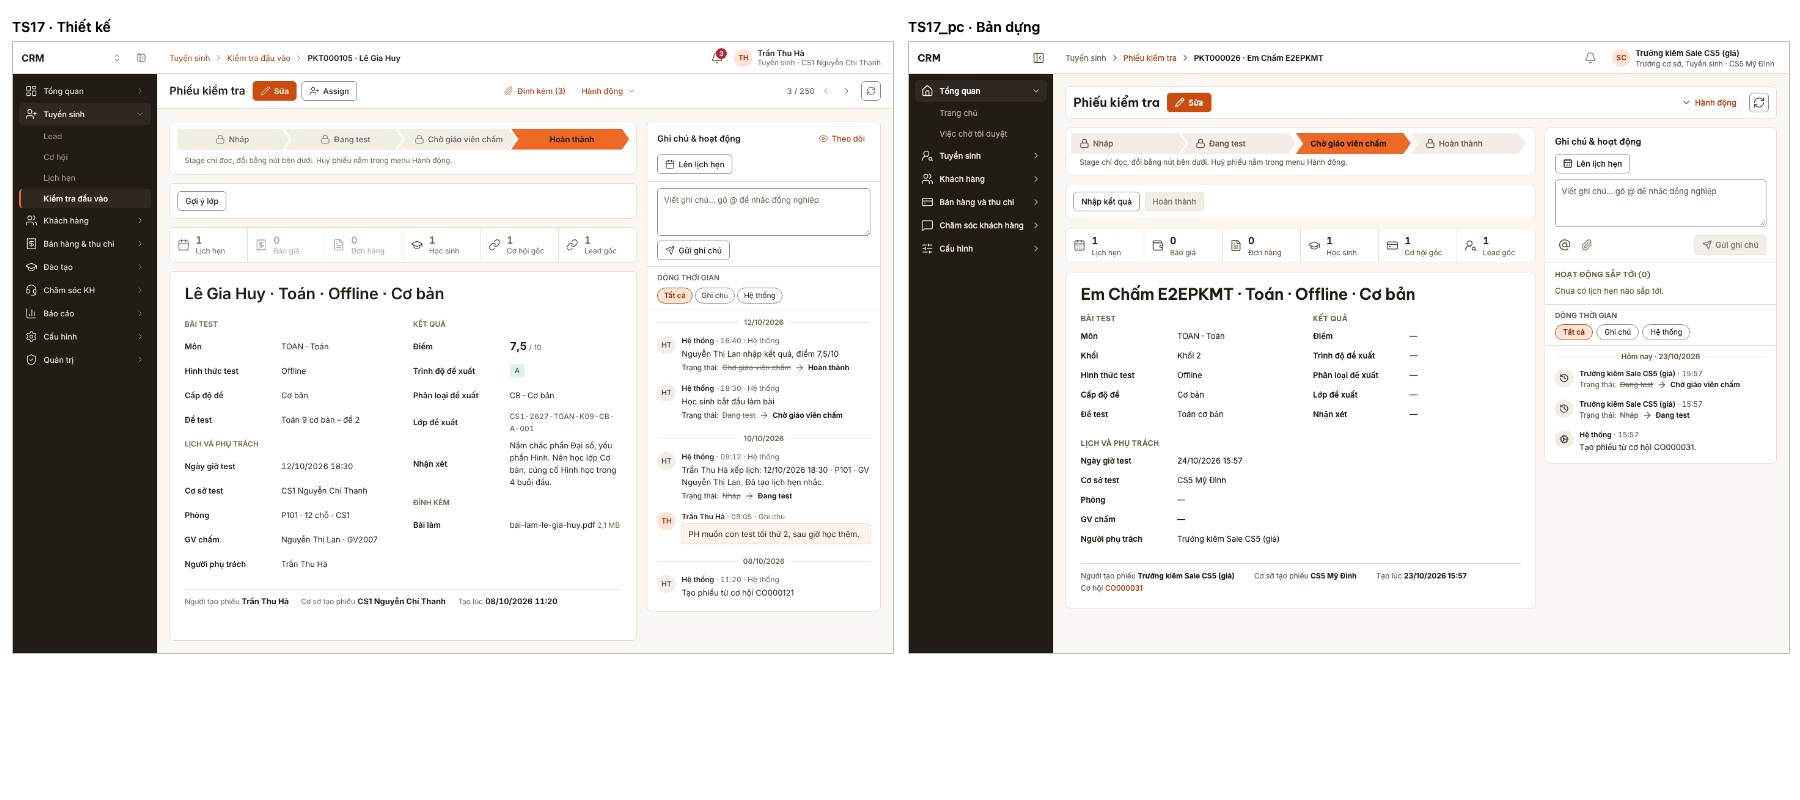 TS17 · Thiết kế
CRM
Tuyển sinh > Kiểm tra đầu vào > PKT000105 · Lê Gia Huy
3
TH
Trần Thu Hà
Tuyển sinh · CS1 Nguyễn Chí Thanh
Tổng quan
Tuyển sinh
Lead
Cơ hội
Lịch hẹn
Kiểm tra đầu vào
Khách hàng
Bán hàng & thu chi
Đào tạo
Chăm sóc KH
Báo cáo
Cấu hình
Quản trị
Phiếu kiểm tra
Sửa
Assign
Đính kèm (3)
Hành động
3 / 250
Nháp
Đang test
Chờ giáo viên chấm
Hoàn thành
Stage chỉ đọc, đổi bằng nút bên dưới. Huỷ phiếu nằm trong menu Hành động.
Gợi ý lớp
1 Lịch hẹn
0 Báo giá
0 Đơn hàng
1 Học sinh
1 Cơ hội gốc
1 Lead gốc
Lê Gia Huy · Toán · Offline · Cơ bản
BÀI TEST
Môn TOAN · Toán
Hình thức test Offline
Cấp độ đề Cơ bản
Đề test Toán 9 cơ bản – đề 2
LỊCH VÀ PHỤ TRÁCH
Ngày giờ test 12/10/2026 18:30
Cơ sở test CS1 Nguyễn Chí Thanh
Phòng P101 · 12 chỗ · CS1
GV chấm Nguyễn Thị Lan · GV2007
Người phụ trách Trần Thu Hà
KẾT QUẢ
Điểm 7,5 / 10
Trình độ đề xuất A
Phân loại đề xuất CB · Cơ bản
Lớp đề xuất CS1-2627-TOAN-K09-CB-
A-001
Nhận xét Nắm chắc phần Đại số, yếu
phần Hình. Nên học lớp Cơ
bản, củng cố Hình học trong
4 buổi đầu.
ĐÍNH KÈM
Bài làm bai-lam-le-gia-huy.pdf 2,1 MB
Người tạo phiếu Trần Thu Hà Cơ sở tạo phiếu CS1 Nguyễn Chí Thanh Tạo lúc 08/10/2026 11:20
Ghi chú & hoạt động
Theo dõi
Lên lịch hẹn
Viết ghi chú... gõ @ để nhắc đồng nghiệp
Gửi ghi chú
DÒNG THỜI GIAN
Tất cả
Ghi chú
Hệ thống
12/10/2026
HT
Hệ thống · 16:40 · Hệ thống
Nguyễn Thị Lan nhập kết quả, điểm 7,5/10
Trạng thái: Chờ giáo viên chấm → Hoàn thành
HT
Hệ thống · 18:30 · Hệ thống
Học sinh bắt đầu làm bài
Trạng thái: Đang test → Chờ giáo viên chấm
10/10/2026
HT
Hệ thống · 09:12 · Hệ thống
Trần Thu Hà xếp lịch: 12/10/2026 18:30 · P101 · GV
Nguyễn Thị Lan. Đã tạo lịch hẹn nhắc.
Trạng thái: Nháp → Đang test
TH
Trần Thu Hà · 09:05 · Ghi chú
PH muốn con test tối thứ 2, sau giờ học thêm.
08/10/2026
HT
Hệ thống · 11:20 · Hệ thống
Tạo phiếu từ cơ hội CO000121
TS17_pc · Bản dựng
CRM
Tuyển sinh > Phiếu kiểm tra > PKT000026 · Em Chấm E2EPKMT
SC
Trưởng kiêm Sale CS5 (giả)
Trưởng cơ sở, Tuyển sinh · CS5 Mỹ Đình
Tổng quan
Trang chủ
Việc chờ tôi duyệt
Tuyển sinh
Khách hàng
Bán hàng và thu chi
Chăm sóc khách hàng
Cấu hình
Phiếu kiểm tra
Sửa
Hành động
Nháp
Đang test
Chờ giáo viên chấm
Hoàn thành
Stage chỉ đọc, đổi bằng nút bên dưới. Huỷ phiếu nằm trong menu Hành động.
Nhập kết quả
Hoàn thành
1 Lịch hẹn
0 Báo giá
0 Đơn hàng
1 Học sinh
1 Cơ hội gốc
1 Lead gốc
Em Chấm E2EPKMT · Toán · Offline · Cơ bản
BÀI TEST
Môn TOAN · Toán
Khối Khối 2
Hình thức test Offline
Cấp độ đề Cơ bản
Đề test Toán cơ bản
KẾT QUẢ
Điểm —
Trình độ đề xuất —
Phân loại đề xuất —
Lớp đề xuất —
Nhận xét —
LỊCH VÀ PHỤ TRÁCH
Ngày giờ test 24/10/2026 15:57
Cơ sở test CS5 Mỹ Đình
Phòng —
GV chấm —
Người phụ trách Trưởng kiêm Sale CS5 (giả)
Người tạo phiếu Trưởng kiêm Sale CS5 (giả) Cơ sở tạo phiếu CS5 Mỹ Đình Tạo lúc 23/10/2026 15:57
Cơ hội CO000031
Ghi chú & hoạt động
Lên lịch hẹn
Viết ghi chú... gõ @ để nhắc đồng nghiệp
Gửi ghi chú
HOẠT ĐỘNG SẮP TỚI (0)
Chưa có lịch hẹn nào sắp tới.
DÒNG THỜI GIAN
Tất cả
Ghi chú
Hệ thống
Hôm nay · 23/10/2026
Trưởng kiêm Sale CS5 (giả) · 15:57
Trạng thái: Đang test → Chờ giáo viên chấm
Trưởng kiêm Sale CS5 (giả) · 15:57
Trạng thái: Nháp → Đang test
Hệ thống · 15:57
Tạo phiếu từ cơ hội CO000031.